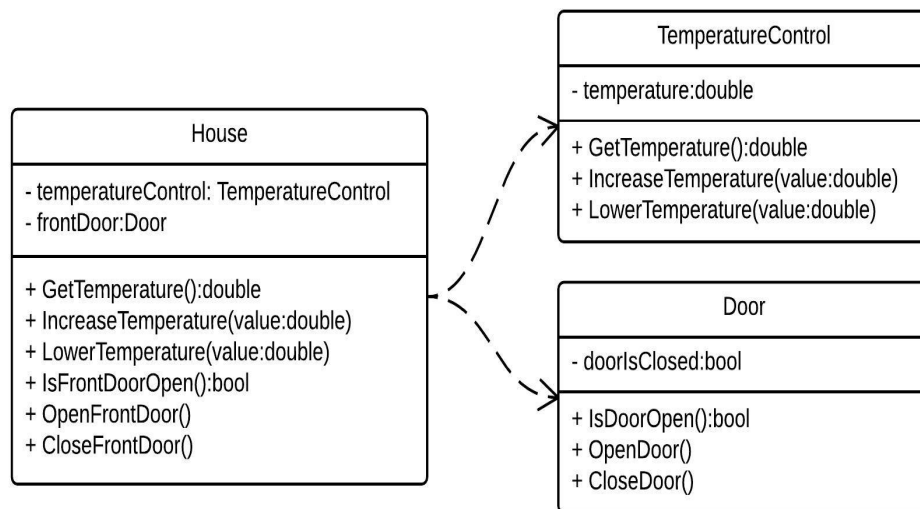 House
- temperatureControl: TemperatureControl
- frontDoor:Door
+ GetTemperature():double
+ IncreaseTemperature(value:double)
+ LowerTemperature(value:double)
+ IsFrontDoorOpen():bool
+ OpenFrontDoor()
+ CloseFrontDoor()
TemperatureControl
- temperature:double
+ GetTemperature():double
+ IncreaseTemperature(value:double)
+ LowerTemperature(value:double)
Door
- doorIsClosed:bool
+ IsDoorOpen():bool
+ OpenDoor()
+ CloseDoor()